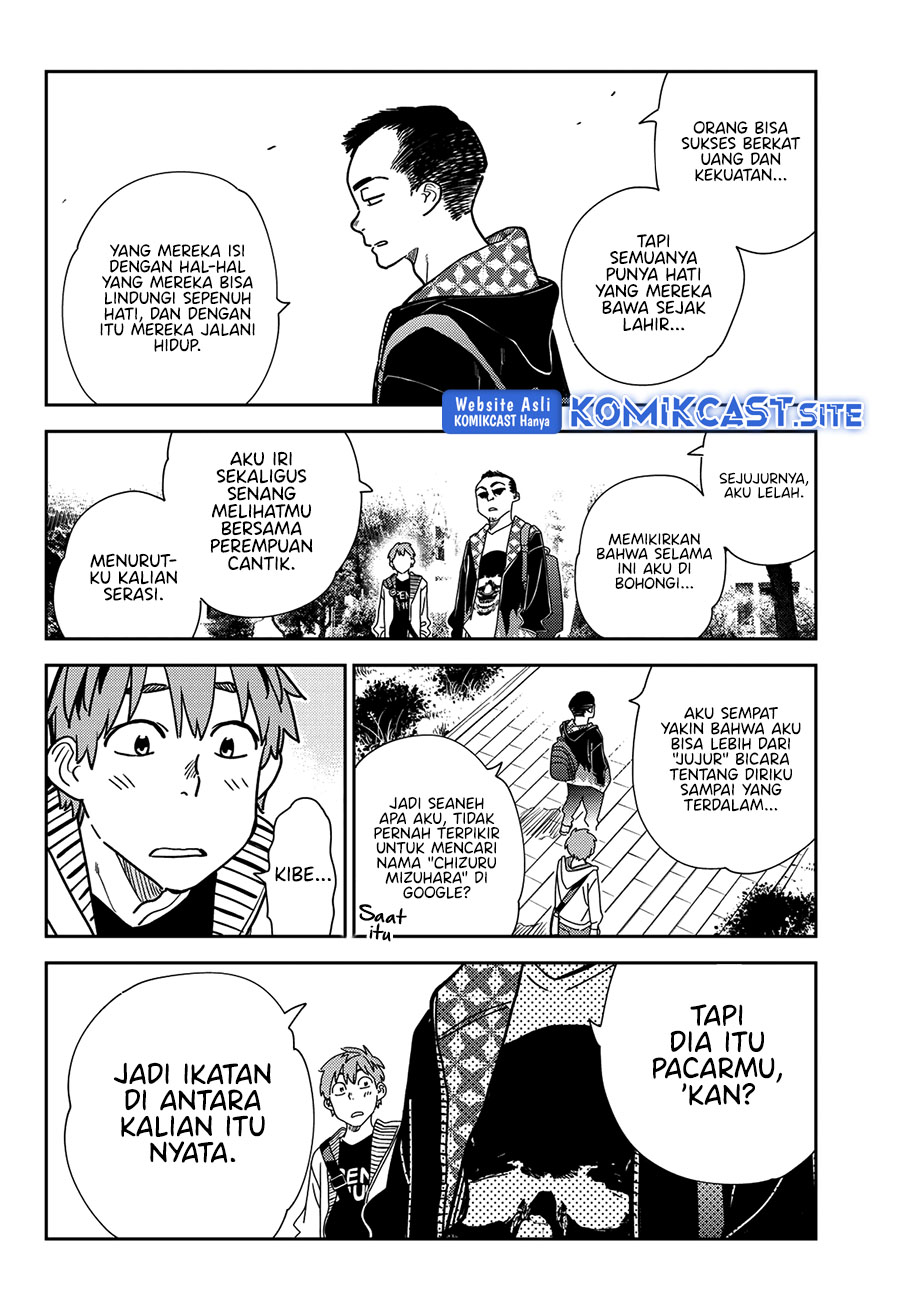 ORANG BISA
SUKSES BERKAT
UANG DAN
KEKUATAN...
TAPI
SEMUANYA
PUNYA HATI
YANG MEREKA
BAWA SEJAK
LAHIR...
YANG MEREKA ISI
DENGAN HAL-HAL
YANG MEREKA BISA
LINDUNGI SEPENUH
HATI, DAN DENGAN
ITU MEREKA JALANI
HIDUP.
Website Asli
KOMIKCAST Hanya
KOMIKCAST.SITE
SEJUJURNYA,
AKU LELAH.
MEMIKIRKAN
BAHWA SELAMA
INI AKU DI
BOHONGI...
AKU IRI
SEKALIGUS
SENANG
MELIHATMU
BERSAMA
PEREMPUAN
CANTIK.
MENURUT-
KU KALIAN
SERASI.
AKU SEMPAT
YAKIN BAHWA AKU
BISA LEBIH DARI
"JUJUR" BICARA
TENTANG DIRIKU
SAMPAI YANG
TERDALAM...
JADI SEANEH
APA AKU, TIDAK
PERNAH TERPIKIR
UNTUK MENCARI
NAMA "CHIZURU
MIZUHARA" DI
GOOGLE?
Saat
itu
KIBE...
TAPI
DIA ITU
PACARMU,
'KAN?
JADI IKATAN
DI ANTARA
KALIAN ITU
NYATA.